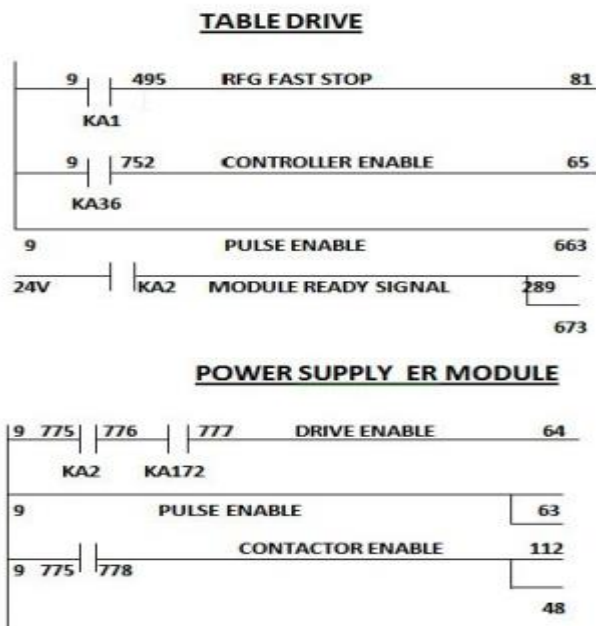 TABLE DRIVE
9 495 RFG FAST STOP 81
KA1
9 752 CONTROLLER ENABLE 65
KA36
9 PULSE ENABLE 663
24V KA2 MODULE READY SIGNAL 289
673
POWER SUPPLY ER MODULE
9 775 776 777 DRIVE ENABLE 64
KA2 KA172
9 PULSE ENABLE 63
CONTACTOR ENABLE 112
9 775 778
48